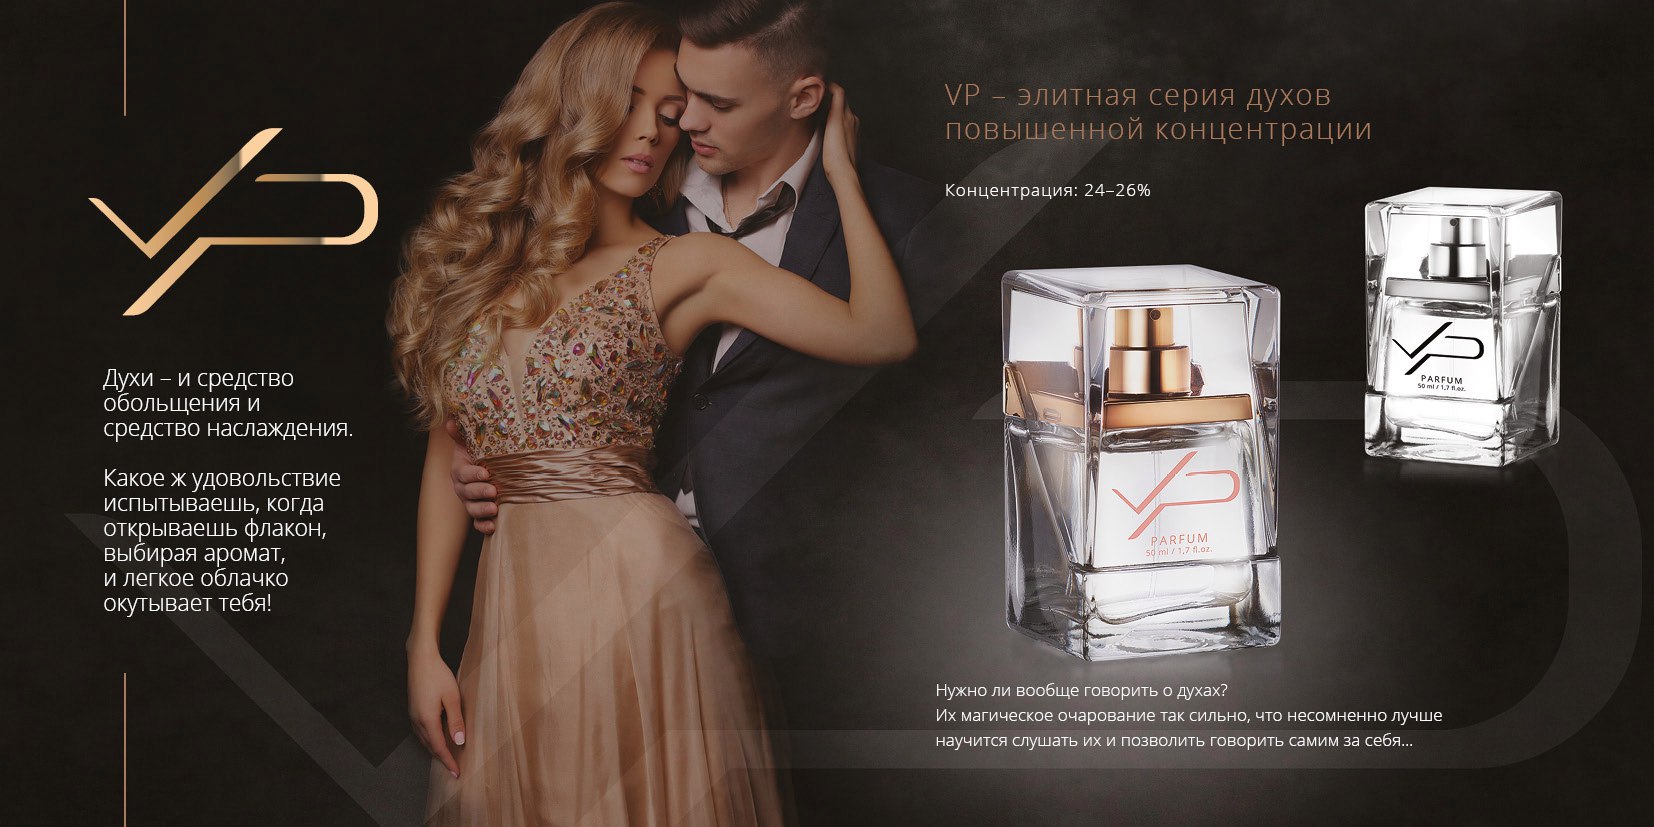 VP
Духи – и средство
обольщения и
средство наслаждения.
Какое ж удовольствие
испытываешь, когда
открываешь флакон,
выбирая аромат,
и легкое облачко
окутывает тебя!
VP – элитная серия духов
повышенной концентрации
Концентрация: 24–26%
VP
PARFUM
50 ml / 1,7 fl.oz.
VP
PARFUM
50 ml / 1,7 fl.oz.
Нужно ли вообще говорить о духах?
Их магическое очарование так сильно, что несомненно лучше
научится слушать их и позволить говорить самим за себя...